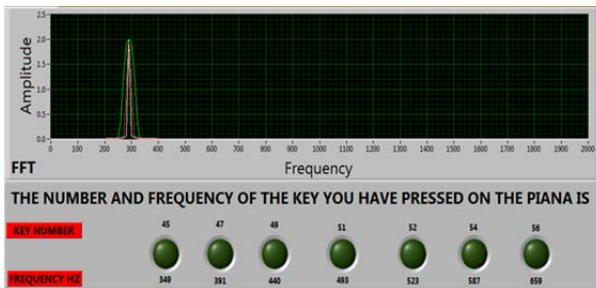 2.5-
2.0-
Amplitude
1.5-
1.0-
0.5-
2.0-
0 100 200 300 400 500 600 700 800 900 1000 1100 1200 1300 1400 1500 1600 1700 1800 1900 2000
FFT Frequency
THE NUMBER AND FREQUENCY OF THE KEY YOU HAVE PRESSED ON THE PIANA IS
KEY NUMBER 45 47 49 51 52 54 56
FREQUENCY HZ 349 391 440 493 523 587 659